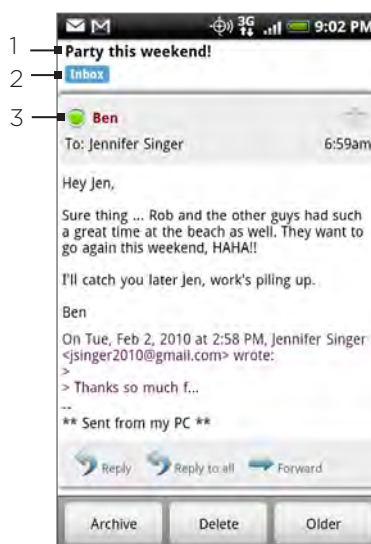 3G 9:02 PM
1 Party this weekend!
2 Inbox
3 Ben
To: Jennifer Singer 6:59am
Hey Jen,
Sure thing ... Rob and the other guys had such
a great time at the beach as well. They want to
go again this weekend, HAHA!!
I'll catch you later Jen, work's piling up.
Ben
On Tue, Feb 2, 2010 at 2:58 PM, Jennifer Singer
<jsinger2010@gmail.com> wrote:
>
> Thanks so much f...
--
** Sent from my PC **
Reply Reply to all Forward
Archive Delete Older